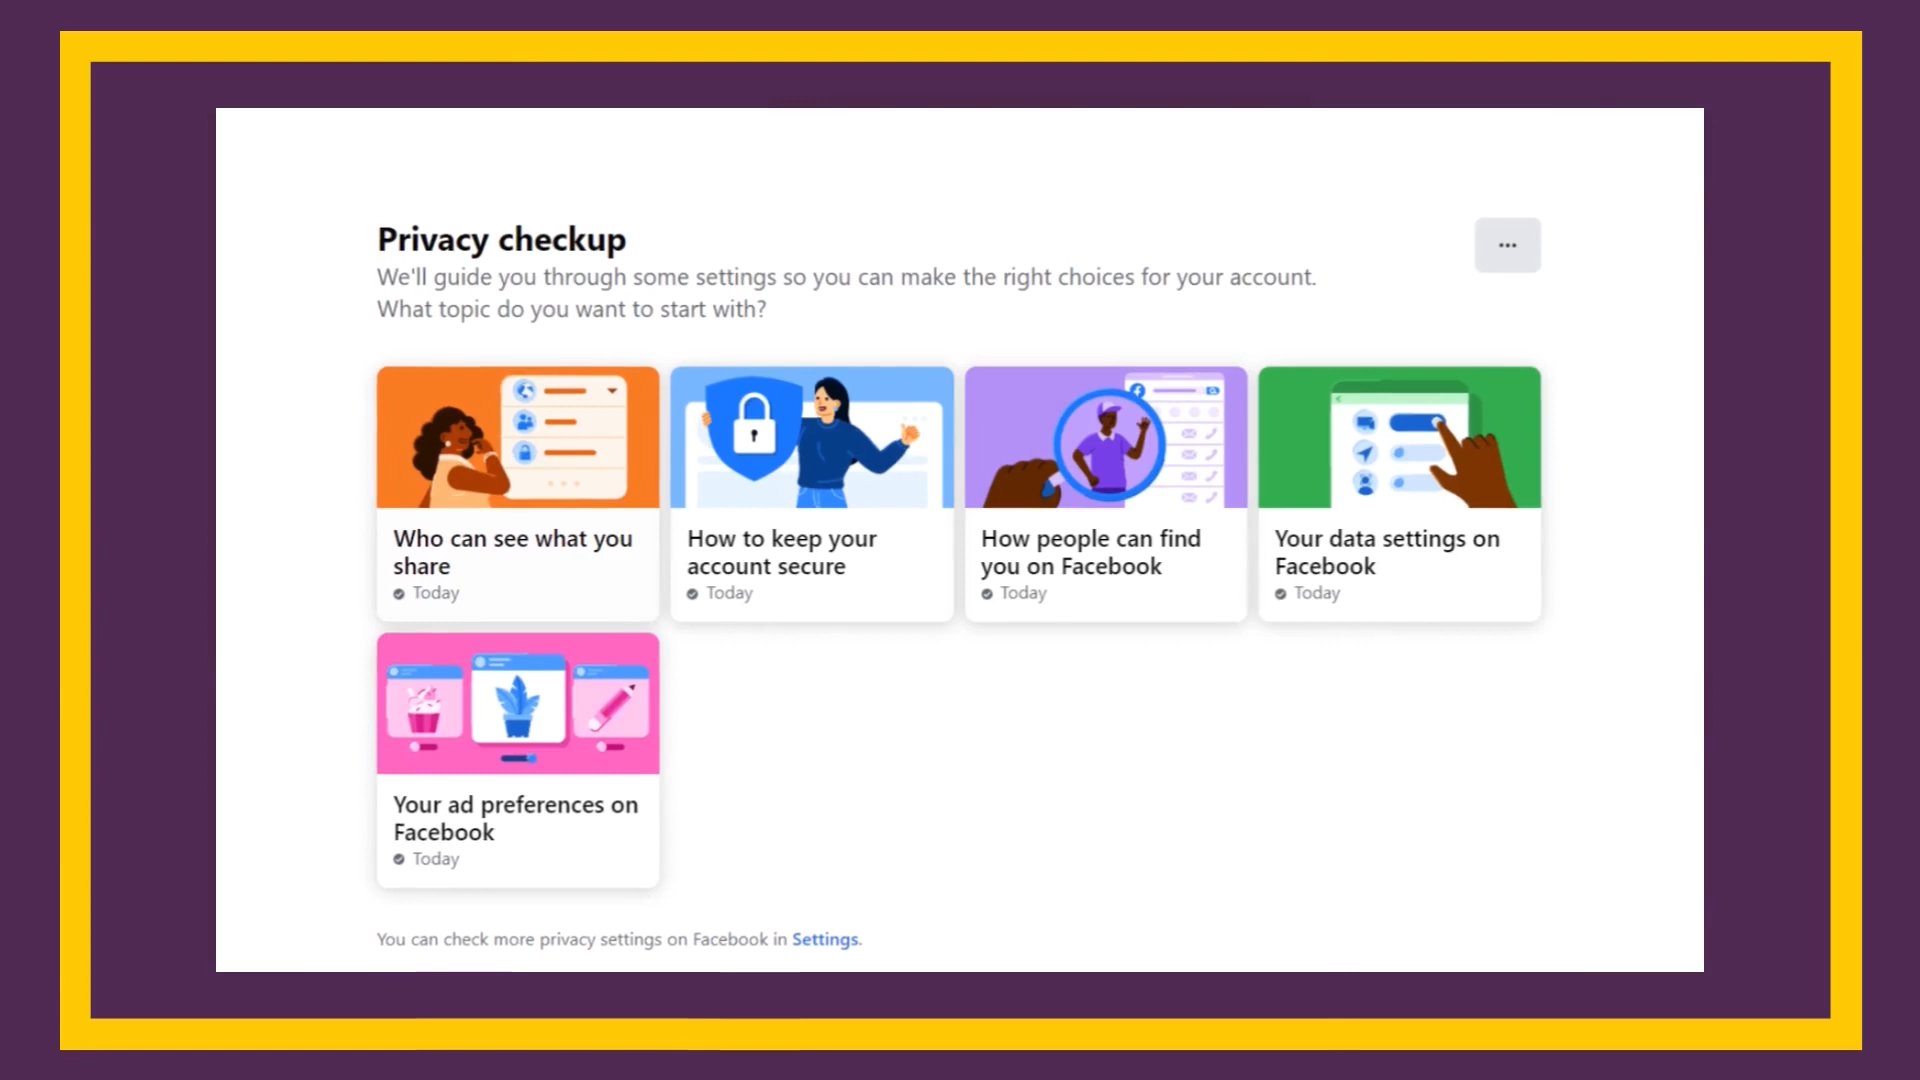 Privacy checkup
We'll guide you through some settings so you can make the right choices for your account.
What topic do you want to start with?
Who can see what you
share
Today
How to keep your
account secure
Today
How people can find
you on Facebook
Today
Your data settings on
Facebook
Today
Your ad preferences on
Facebook
Today
You can check more privacy settings on Facebook in Settings.